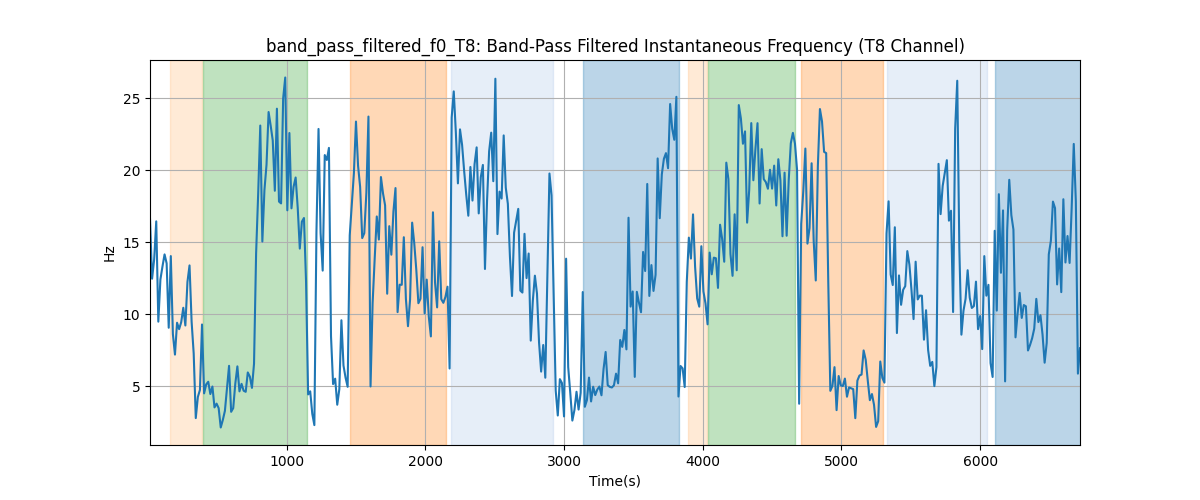 band_pass_filtered_f0_T8: Band-Pass Filtered Instantaneous Frequency (T8 Channel)
25
20
15
10
5
Hz
1000 2000 3000 4000 5000 6000
Time(s)